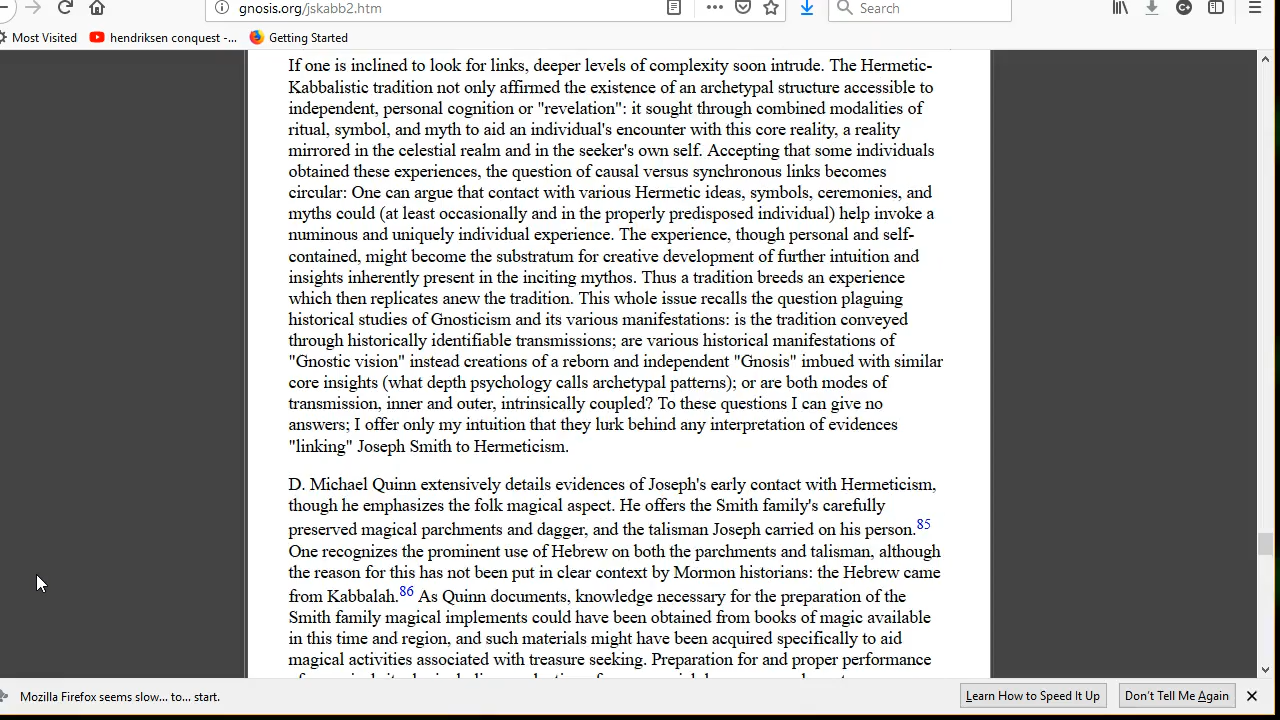 gnosis.org/jskabb2.htm
Search
Most Visited
hendriksen conquest -...
Getting Started
If one is inclined to look for links, deeper levels of complexity soon intrude. The Hermetic-
Kabbalistic tradition not only affirmed the existence of an archetypal structure accessible to
independent, personal cognition or "revelation": it sought through combined modalities of
ritual, symbol, and myth to aid an individual's encounter with this core reality, a reality
mirrored in the celestial realm and in the seeker's own self. Accepting that some individuals
obtained these experiences, the question of causal versus synchronous links becomes
circular: One can argue that contact with various Hermetic ideas, symbols, ceremonies, and
myths could (at least occasionally and in the properly predisposed individual) help invoke a
numinous and uniquely individual experience. The experience, though personal and self-
contained, might become the substratum for creative development of further intuition and
insights inherently present in the inciting mythos. Thus a tradition breeds an experience
which then replicates anew the tradition. This whole issue recalls the question plaguing
historical studies of Gnosticism and its various manifestations: is the tradition conveyed
through historically identifiable transmissions; are various historical manifestations of
"Gnostic vision" instead creations of a reborn and independent "Gnosis" imbued with similar
core insights (what depth psychology calls archetypal patterns); or are both modes of
transmission, inner and outer, intrinsically coupled? To these questions I can give no
answers; I offer only my intuition that they lurk behind any interpretation of evidences
"linking" Joseph Smith to Hermeticism.
D. Michael Quinn extensively details evidences of Joseph's early contact with Hermeticism,
though he emphasizes the folk magical aspect. He offers the Smith family's carefully
preserved magical parchments and dagger, and the talisman Joseph carried on his person.85
One recognizes the prominent use of Hebrew on both the parchments and talisman, although
the reason for this has not been put in clear context by Mormon historians: the Hebrew came
from Kabbalah.86 As Quinn documents, knowledge necessary for the preparation of the
Smith family magical implements could have been obtained from books of magic available
in this time and region, and such materials might have been acquired specifically to aid
magical activities associated with treasure seeking. Preparation for and proper performance
Mozilla Firefox seems slow... to... start.
Learn How to Speed It Up
Don't Tell Me Again